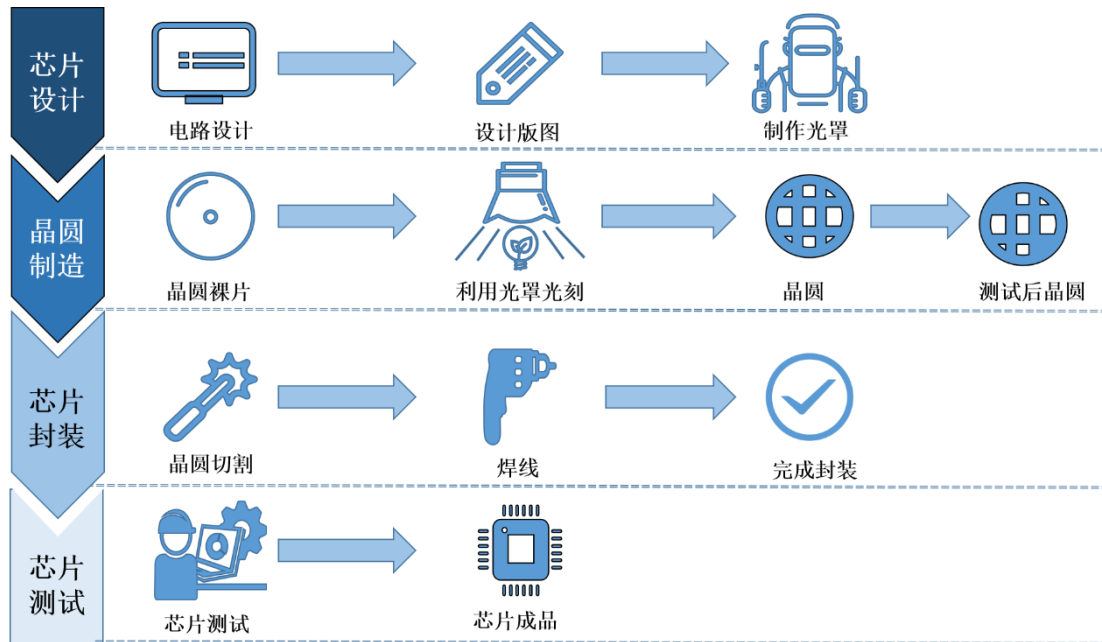 芯片
设计
电路设计
设计版图
制作光罩
晶圆
制造
晶圆裸片
利用光罩光刻
晶圆
测试后晶圆
芯片
封装
晶圆切割
焊线
完成封装
芯片
测试
芯片测试
芯片成品